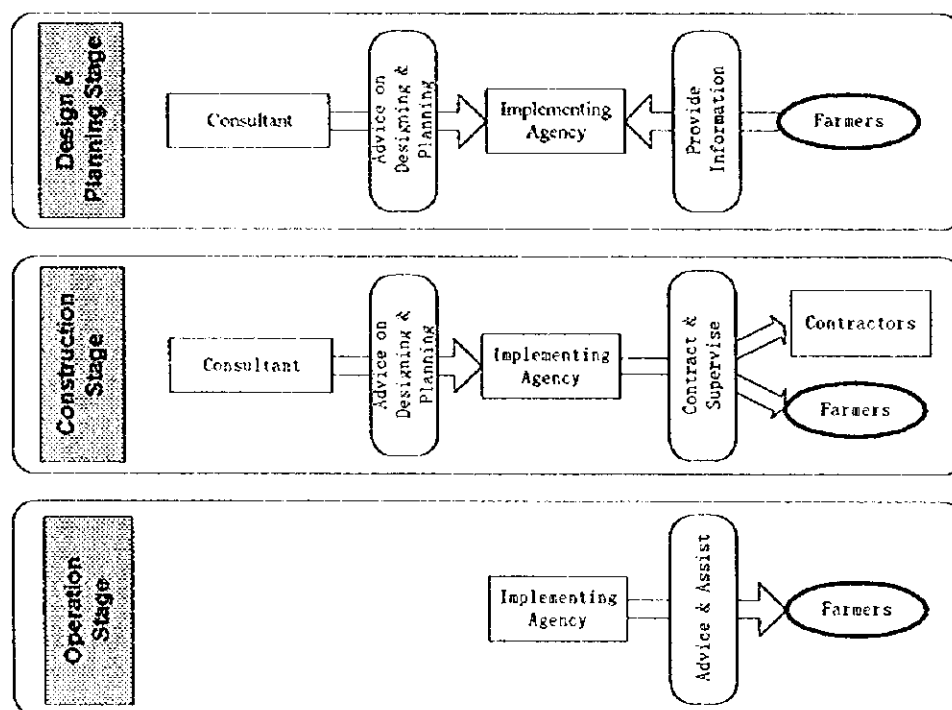 Design &
Planning Stage
Consultant
Advice on
Designing &
Planning
Implementing
Agency
Provide
Information
Farmers
Construction
Stage
Consultant
Advice on
Designing &
Planning
Implementing
Agency
Contract &
Supervise
Contractors
Farmers
Operation
Stage
Implementing
Agency
Advice & Assist
Farmers